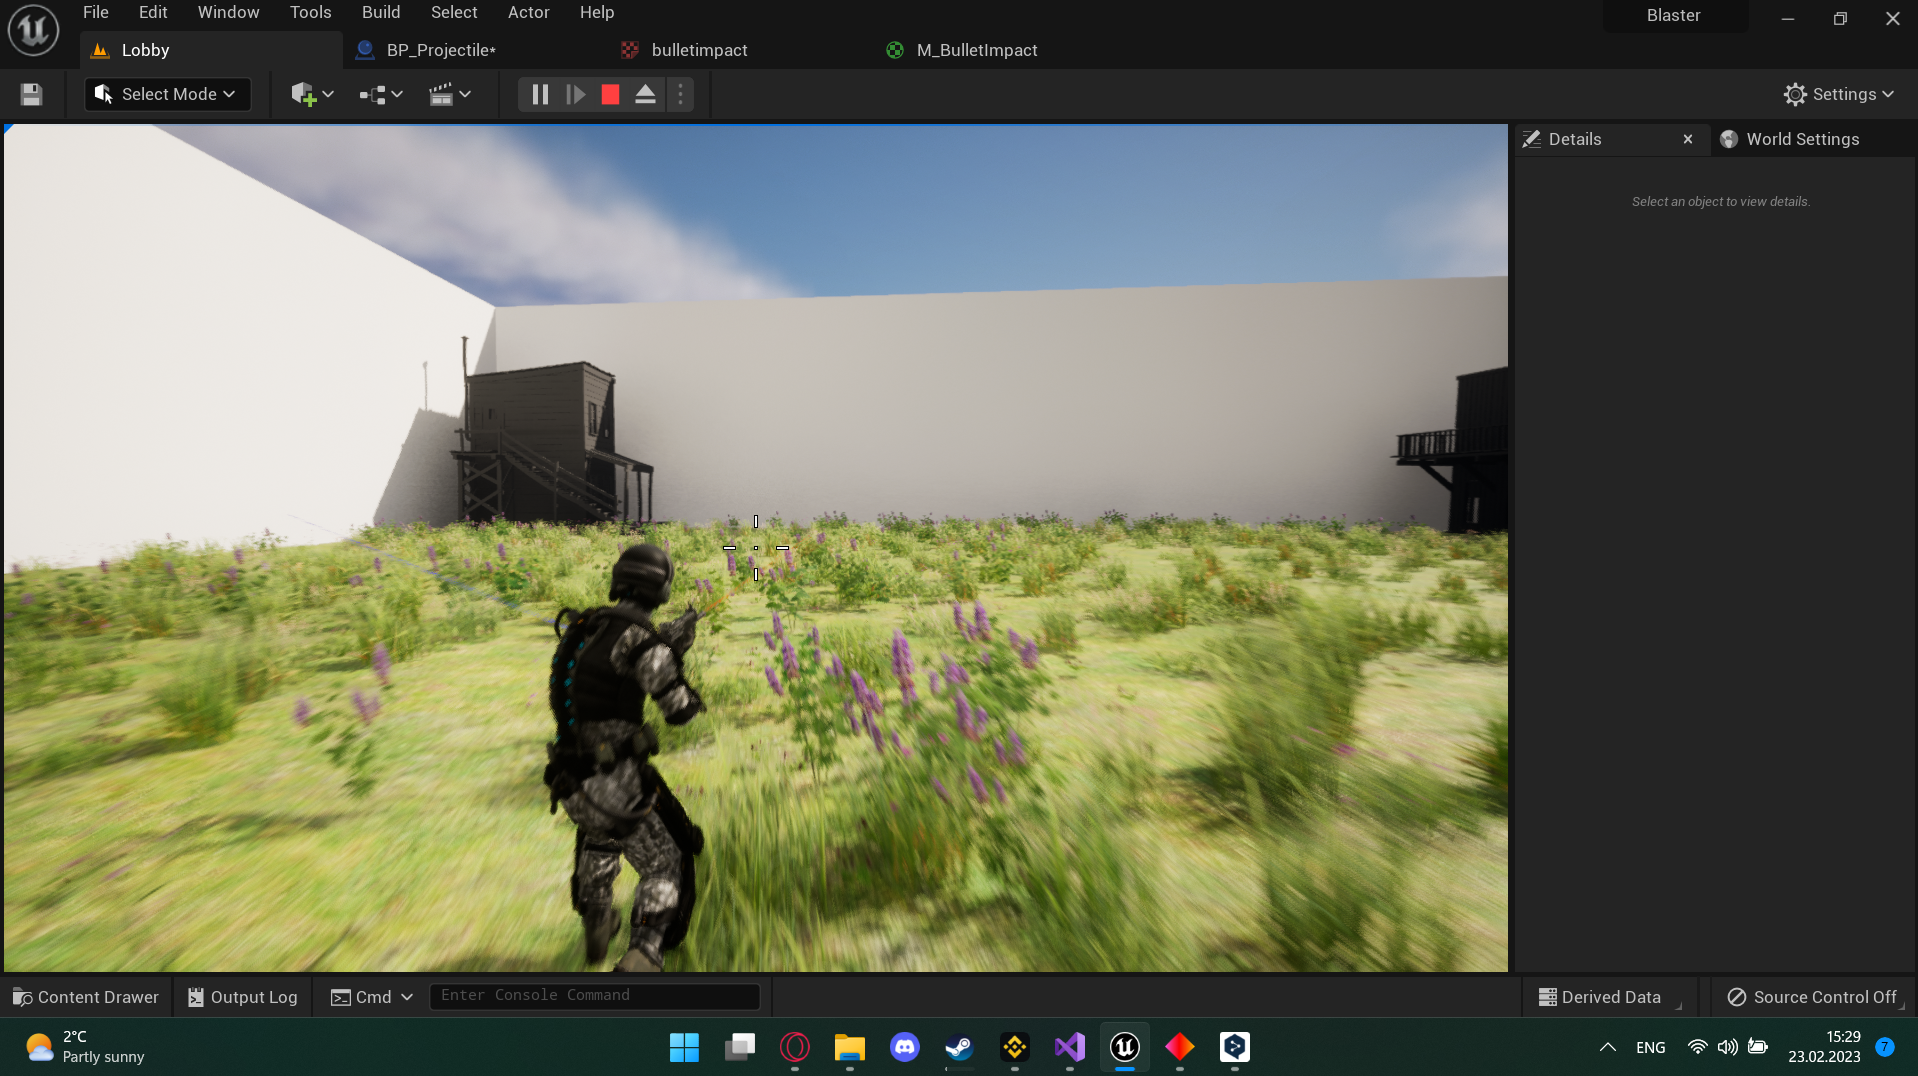 File Edit Window Tools Build Select Actor Help
Blaster
Lobby
BP_Projectile*
bulletimpact
M_BulletImpact
Select Mode
Settings
Details
World Settings
Select an object to view details.
Content Drawer
Output Log
Cmd
Enter Console Command
Derived Data
Source Control Off
2°C
Partly sunny
ENG
15:29
23.02.2023
7